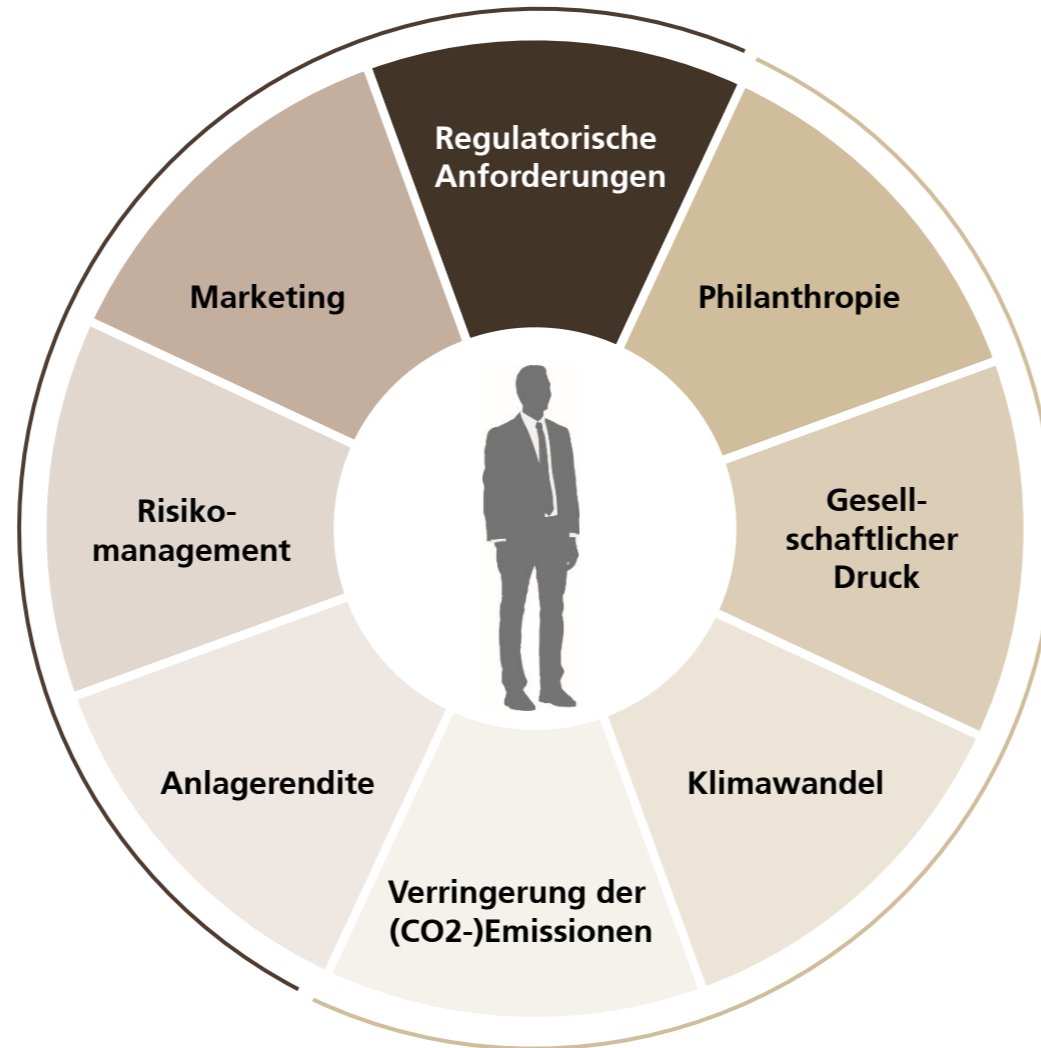 Regulatorische
Anforderungen
Philanthropie
Gesell-
schaftlicher
Druck
Klimawandel
Verringerung der
(CO2-)Emissionen
Anlagerendite
Risiko-
management
Marketing